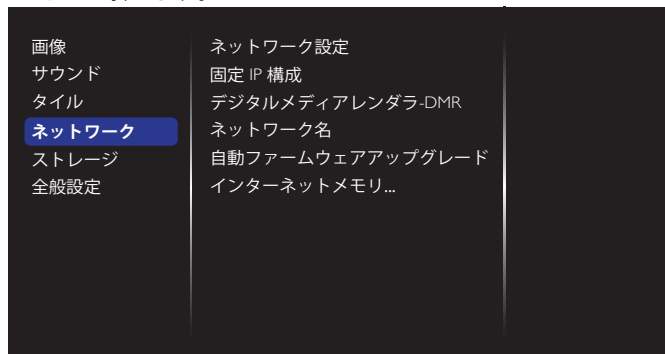 画像
サウンド
タイル
ネットワーク
ストレージ
全般設定
ネットワーク設定
固定 IP 構成
デジタルメディアレンダラ-DMR
ネットワーク名
自動ファームウェアアップグレード
インターネットメモリ...